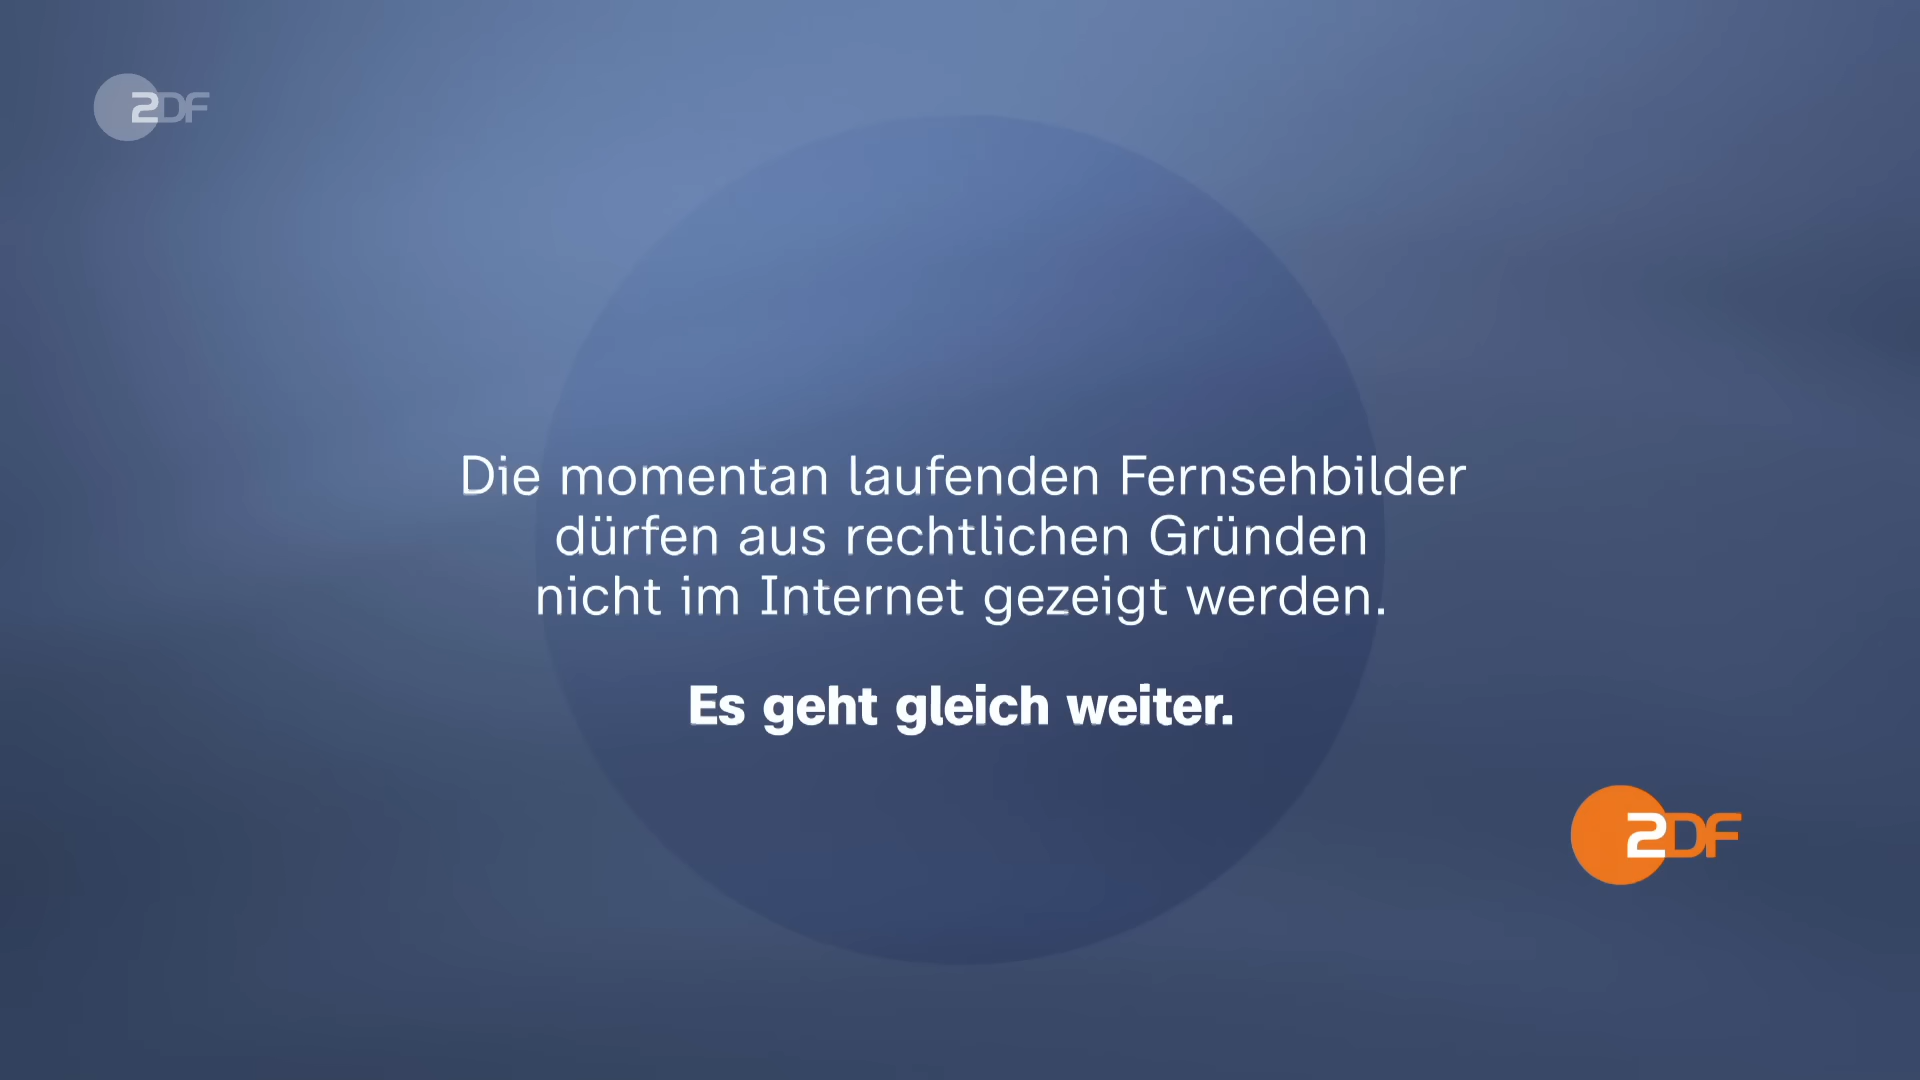 ZDF
Die momentan laufenden Fernsehbilder
dürfen aus rechtlichen Gründen
nicht im Internet gezeigt werden.
Es geht gleich weiter.
ZDF